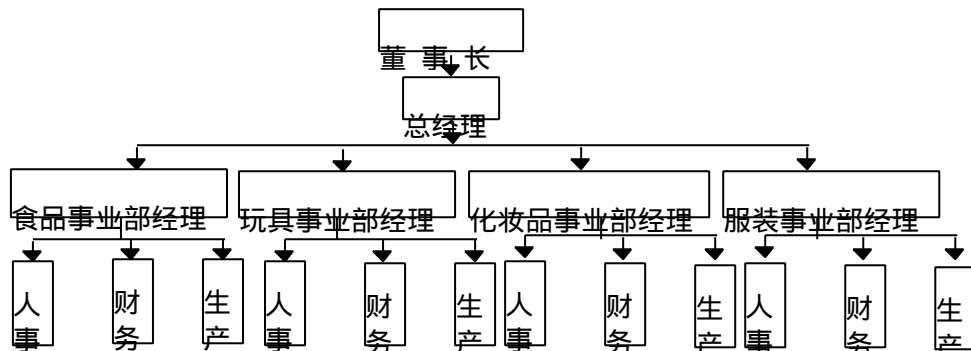 董 事 长
总经理
食品事业部经理 玩具事业部经理 化妆品事业部经理 服装事业部经理
人事 财务 生产 人事 财务 生产 人事 财务 生产 人事 财务 生产